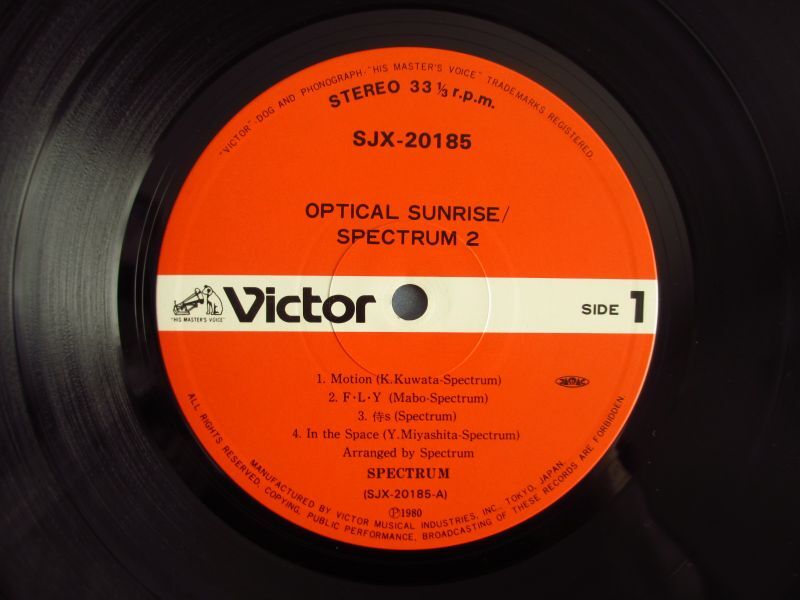 "VICTOR"-DOG AND PHONOGRAPH-"HIS MASTER'S VOICE" TRADEMARKS REGISTERED.
STEREO 33 1/3 r.p.m.
SJX-20185
OPTICAL SUNRISE/
SPECTRUM 2
Victor
"HIS MASTER'S VOICE"
SIDE 1
1. Motion (K.Kuwata-Spectrum)
2. F・L・Y (Mabo-Spectrum)
3. 侍s (Spectrum)
4. In the Space (Y.Miyashita-Spectrum)
Arranged by Spectrum
JASRAC
SPECTRUM
(SJX-20185-A)
Ⓟ1980
MANUFACTURED BY VICTOR MUSICAL INDUSTRIES, INC., TOKYO, JAPAN.
ALL RIGHTS RESERVED. COPYING, PUBLIC PERFORMANCE, BROADCASTING OF THESE RECORDS ARE FORBIDDEN.